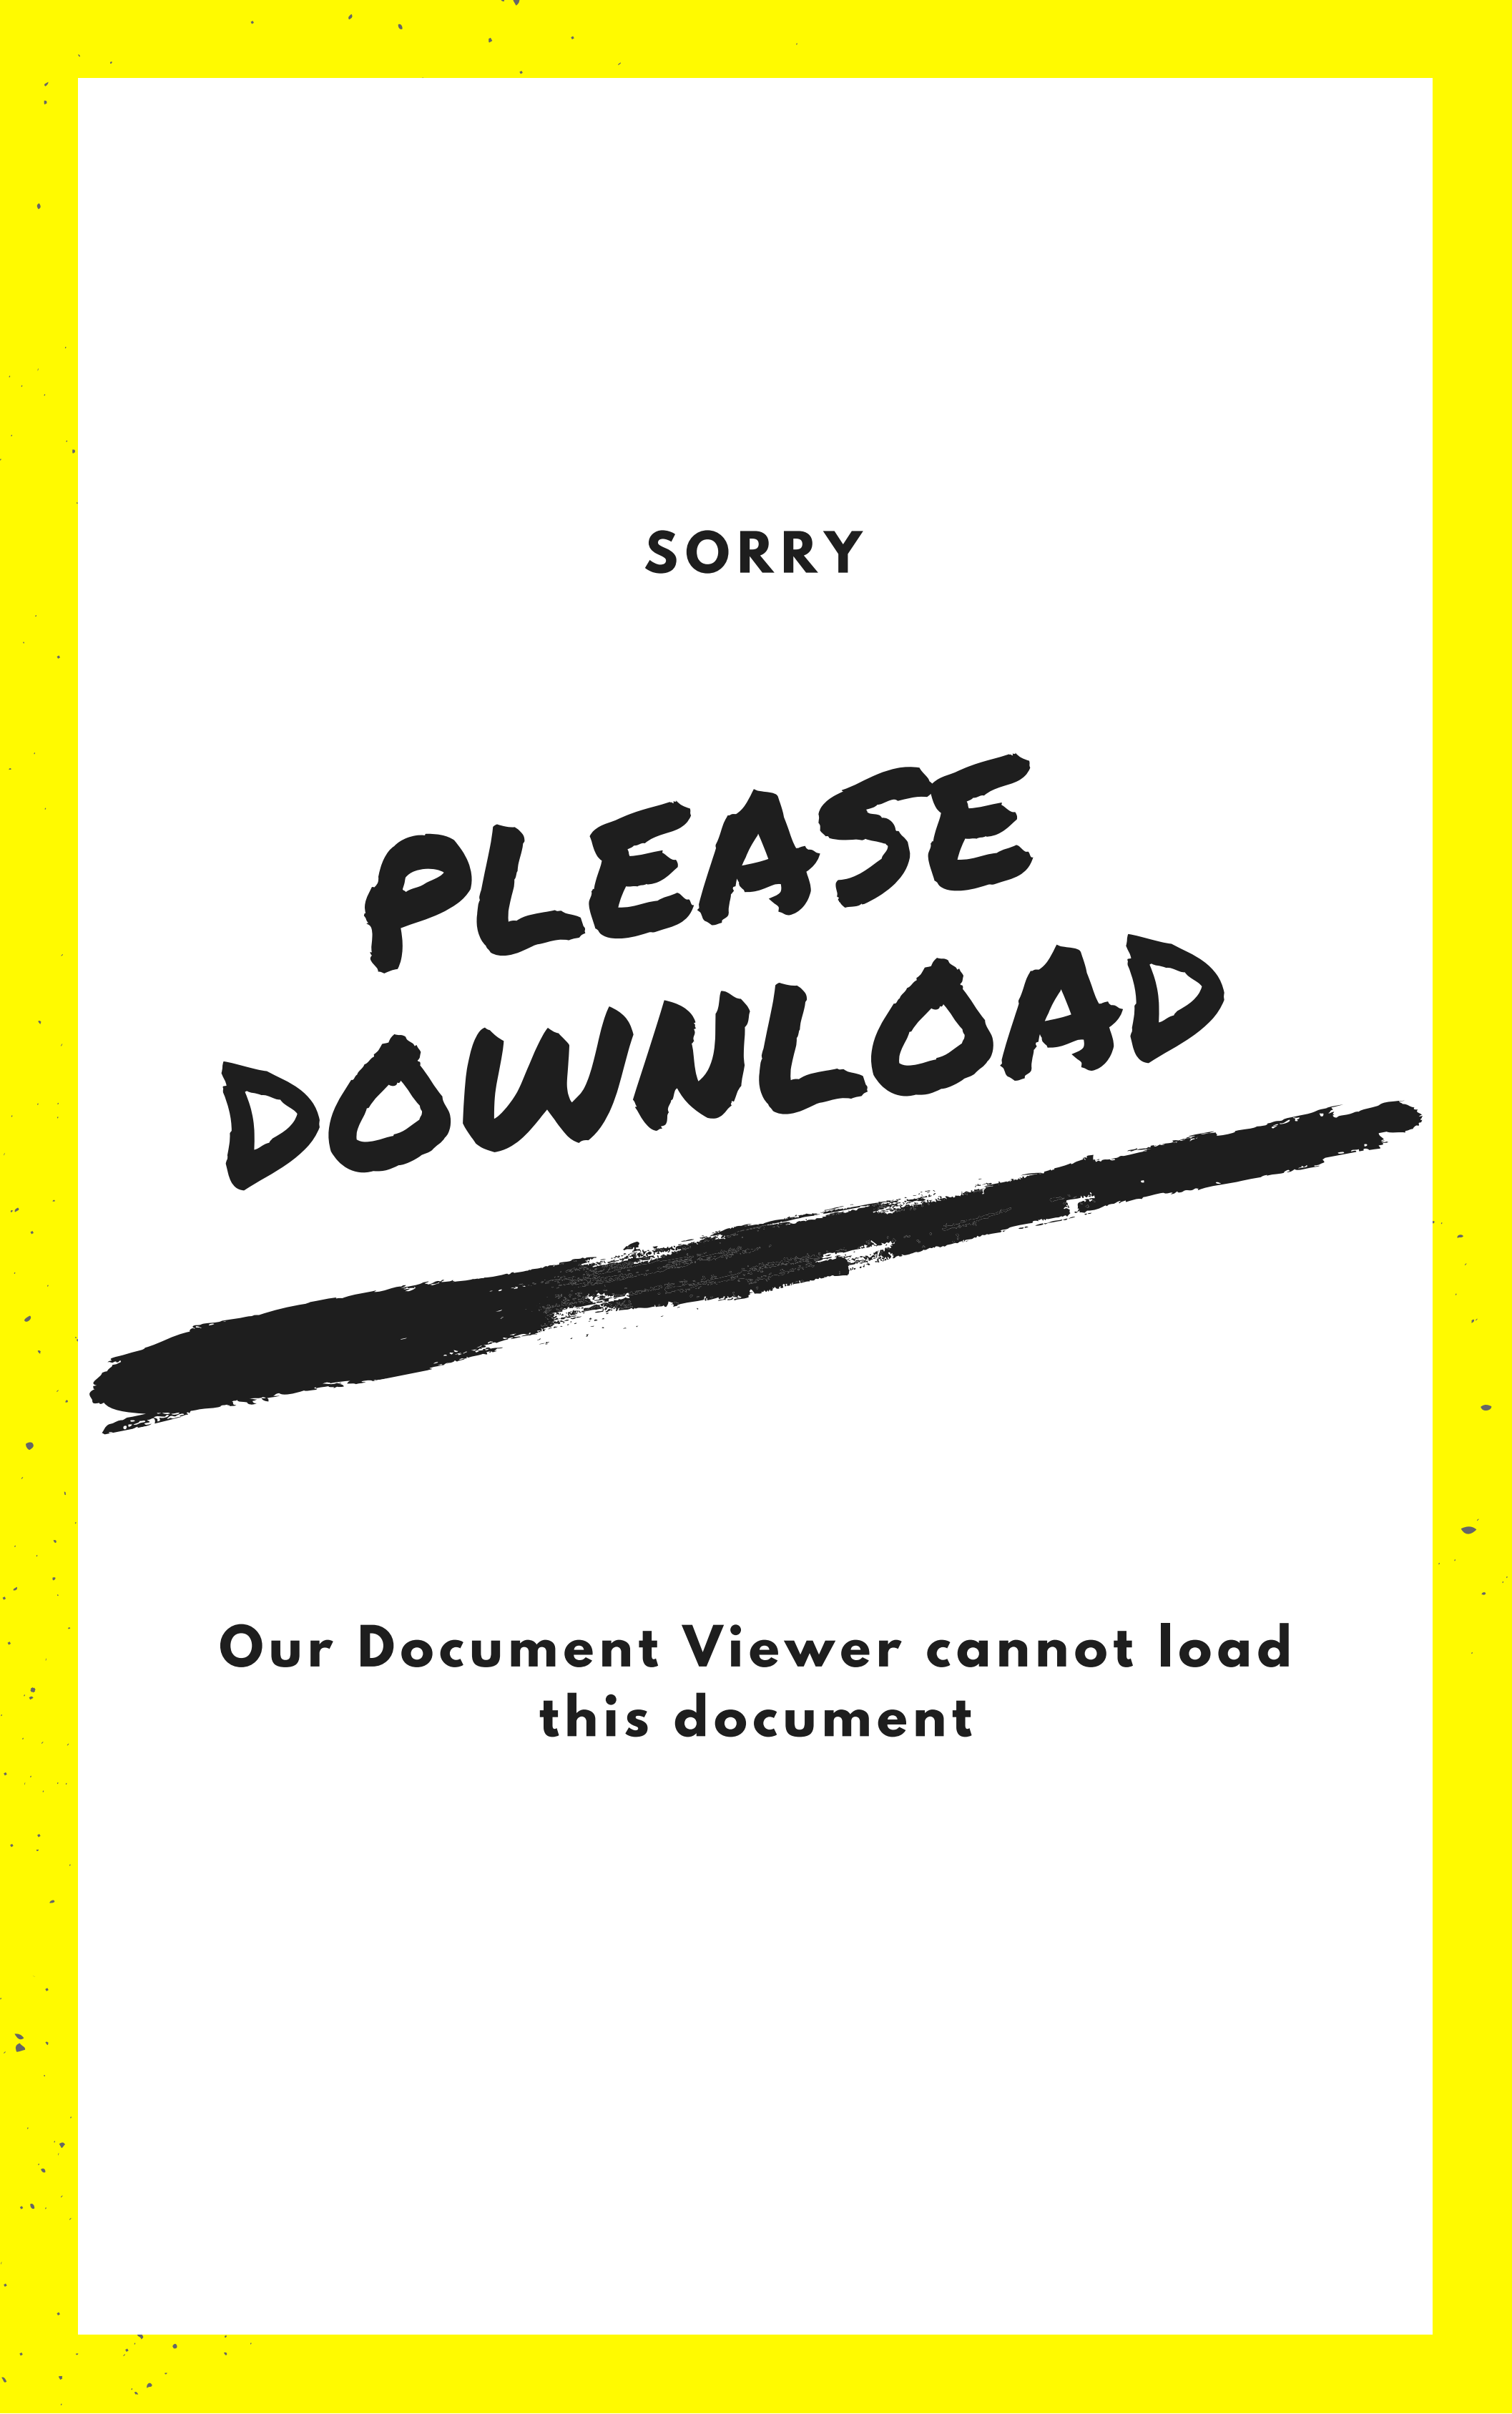 SORRY
PLEASE
DOWNLOAD
Our Document Viewer cannot load
this document